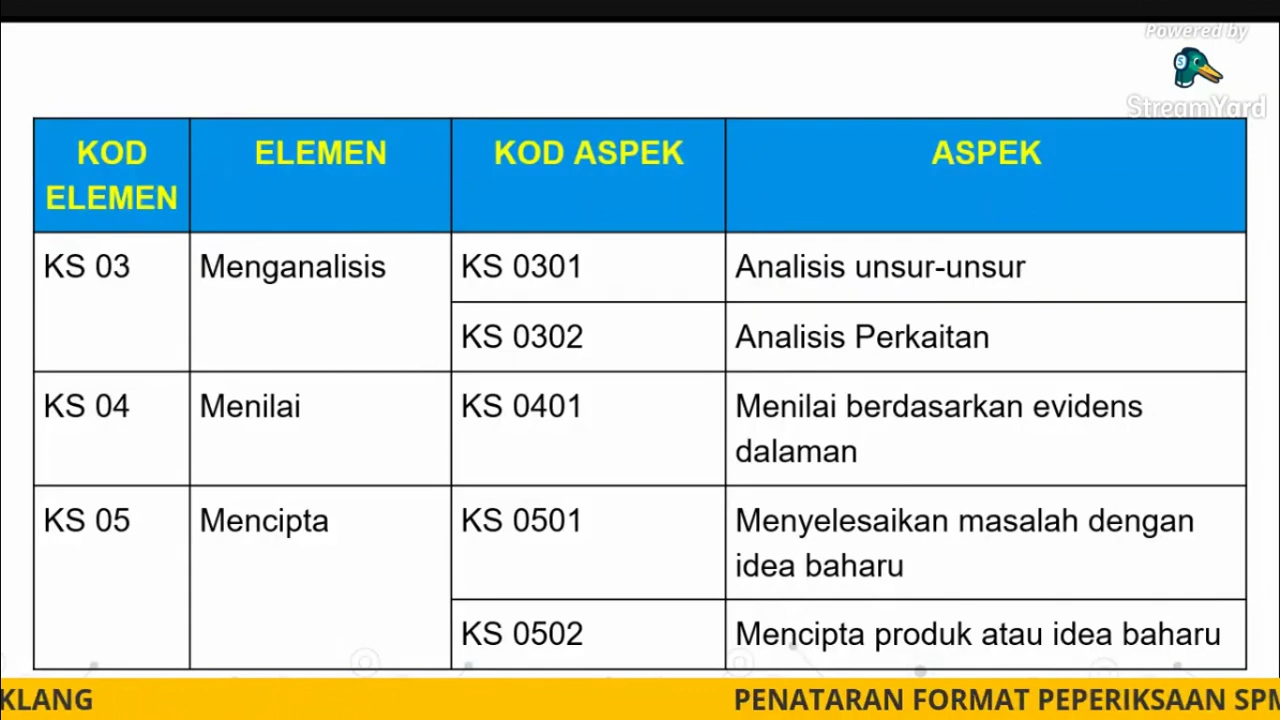 Powered by
StreamYard
KOD ELEMEN ELEMEN KOD ASPEK ASPEK
KS 03 Menganalisis KS 0301 Analisis unsur-unsur
KS 0302 Analisis Perkaitan
KS 04 Menilai KS 0401 Menilai berdasarkan evidens
dalaman
KS 05 Mencipta KS 0501 Menyelesaikan masalah dengan
idea baharu
KS 0502 Mencipta produk atau idea baharu
KLANG PENATARAN FORMAT PEPERIKSAAN SPM